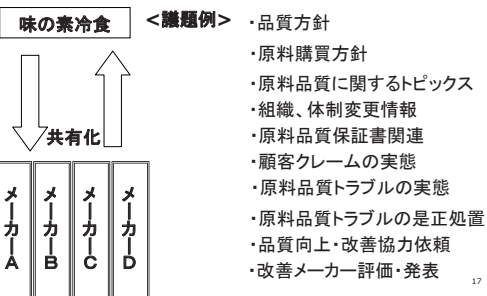 味の素冷食
<議題例>
・品質方針
・原料購買方針
・原料品質に関するトピックス
・組織、体制変更情報
・原料品質保証書関連
・顧客クレームの実態
・原料品質トラブルの実態
・原料品質トラブルの是正処置
・品質向上・改善協力依頼
・改善メーカー評価・発表
共有化
メーカーA
メーカーB
メーカーC
メーカーD
17